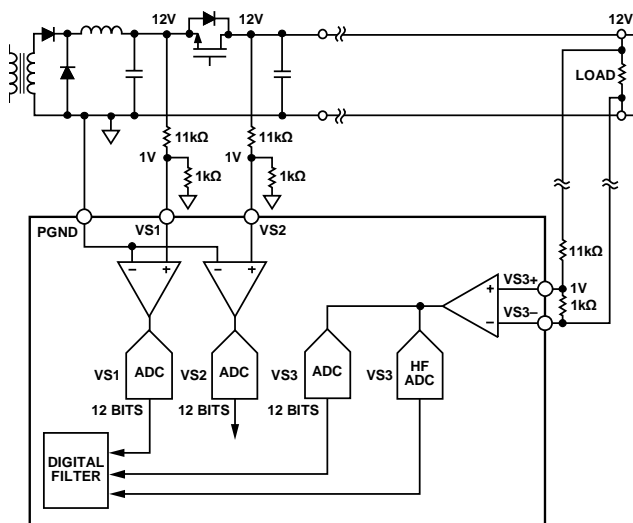 12V
12V
12V
LOAD
11kΩ
11kΩ
1V
1kΩ
1V
1kΩ
PGND
VS1
VS2
11kΩ
VS3+
1V
1kΩ
VS3–
–
+
–
+
+
–
VS1
ADC
VS2
ADC
VS3
ADC
VS3
HF
ADC
12 BITS
12 BITS
12 BITS
DIGITAL
FILTER